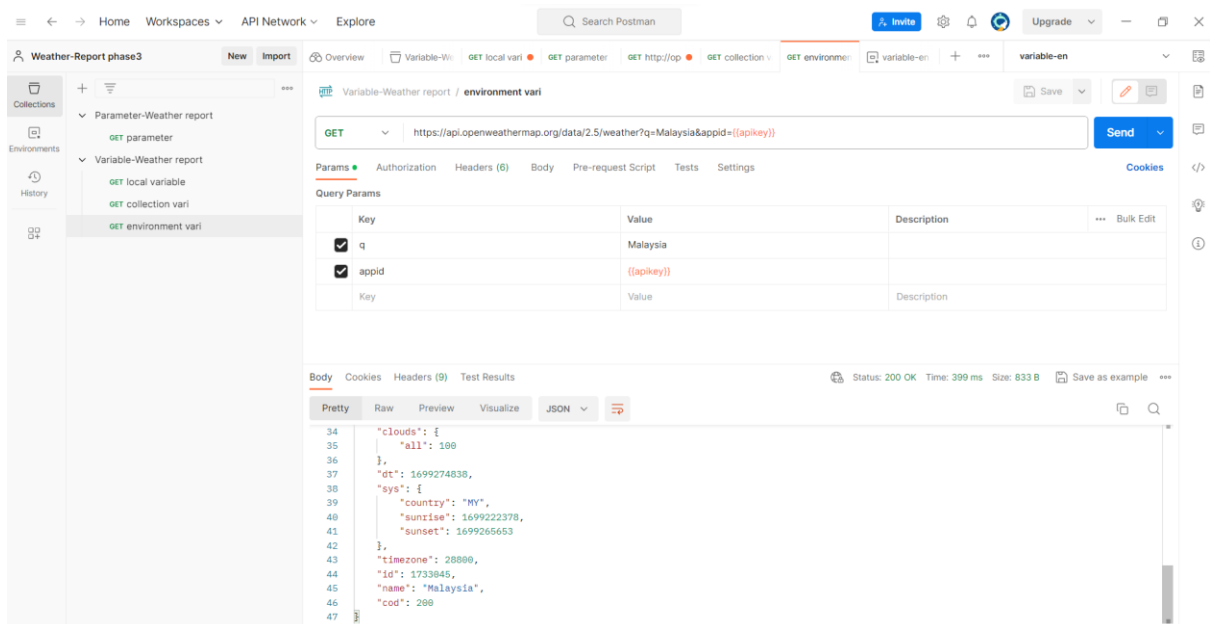 Home Workspaces API Network Explore Search Postman Invite Upgrade
Weather-Report phase3 New Import Overview Variable-We GET local vari GET parameter GET http://op GET collection v GET environmen variable-en variable-en
Collections
Environments
History
Parameter-Weather report
GET parameter
Variable-Weather report
GET local variable
GET collection vari
GET environment vari
HTTP Variable-Weather report / environment vari Save
GET https://api.openweathermap.org/data/2.5/weather?q=Malaysia&appid={{apikey}} Send
Params Authorization Headers (6) Body Pre-request Script Tests Settings Cookies
Query Params
Key Value Description Bulk Edit
q Malaysia
appid {{apikey}}
Key Value Description
Body Cookies Headers (9) Test Results Status: 200 OK Time: 399 ms Size: 833 B Save as example
Pretty Raw Preview Visualize JSON
34 "clouds": {
35 "all": 100
36 },
37 "dt": 1699274838,
38 "sys": {
39 "country": "MY",
40 "sunrise": 1699222378,
41 "sunset": 1699265653
42 },
43 "timezone": 28800,
44 "id": 1733045,
45 "name": "Malaysia",
46 "cod": 200
47 }